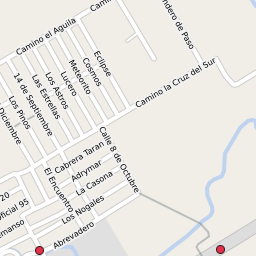 Camino el Aguila
ndero de Paso
Eclipse
Cosmos
Meteorito
Lucero
Los Astros
Las Estrellas
14 de Septiembre
Los Pinos
Diciembre
Camino la Cruz del Sur
Calle 8 de Octubre
Cabrera Taran
Adrymar
El Encuentro
La Casona
20
Los Nogales
oficial 95
manso
Abrevadero